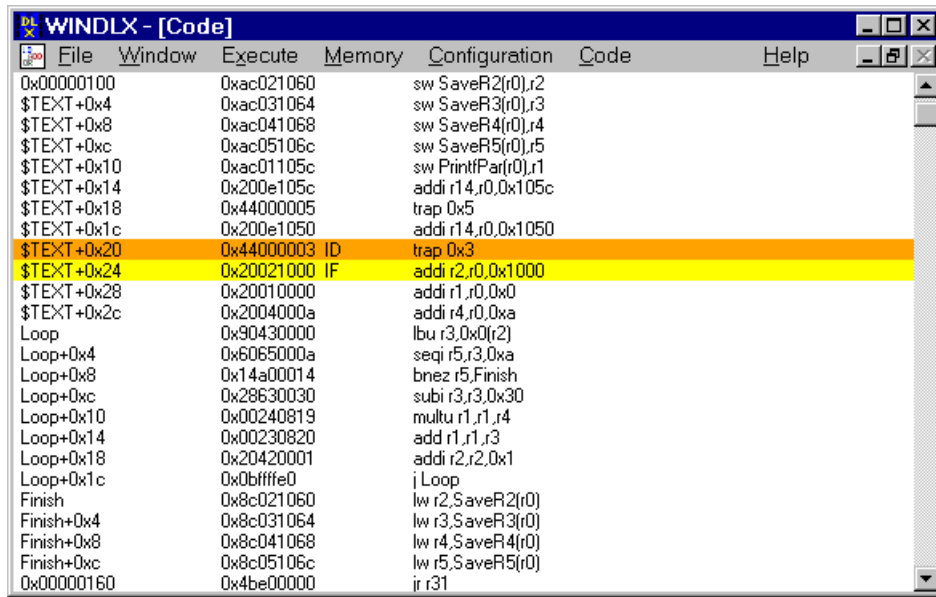 WINDLX - [Code]
File Window Execute Memory Configuration Code Help
0x00000100 0xac021060 sw SaveR2(r0),r2
$TEXT+0x4 0xac031064 sw SaveR3(r0),r3
$TEXT+0x8 0xac041068 sw SaveR4(r0),r4
$TEXT+0xc 0xac05106c sw SaveR5(r0),r5
$TEXT+0x10 0xac01105c sw PrintfPar(r0),r1
$TEXT+0x14 0x200e105c addi r14,r0,0x105c
$TEXT+0x18 0x44000005 trap 0x5
$TEXT+0x1c 0x200e1050 addi r14,r0,0x1050
$TEXT+0x20 0x44000003 ID trap 0x3
$TEXT+0x24 0x20021000 IF addi r2,r0,0x1000
$TEXT+0x28 0x20010000 addi r1,r0,0x0
$TEXT+0x2c 0x2004000a addi r4,r0,0xa
Loop 0x90430000 lbu r3,0x0(r2)
Loop+0x4 0x6065000a seqi r5,r3,0xa
Loop+0x8 0x14a00014 bnez r5,Finish
Loop+0xc 0x28630030 subi r3,r3,0x30
Loop+0x10 0x00240819 multu r1,r1,r4
Loop+0x14 0x00230820 add r1,r1,r3
Loop+0x18 0x20420001 addi r2,r2,0x1
Loop+0x1c 0x0bffffe0 j Loop
Finish 0x8c021060 lw r2,SaveR2(r0)
Finish+0x4 0x8c031064 lw r3,SaveR3(r0)
Finish+0x8 0x8c041068 lw r4,SaveR4(r0)
Finish+0xc 0x8c05106c lw r5,SaveR5(r0)
0x00000160 0x4be00000 jr r31